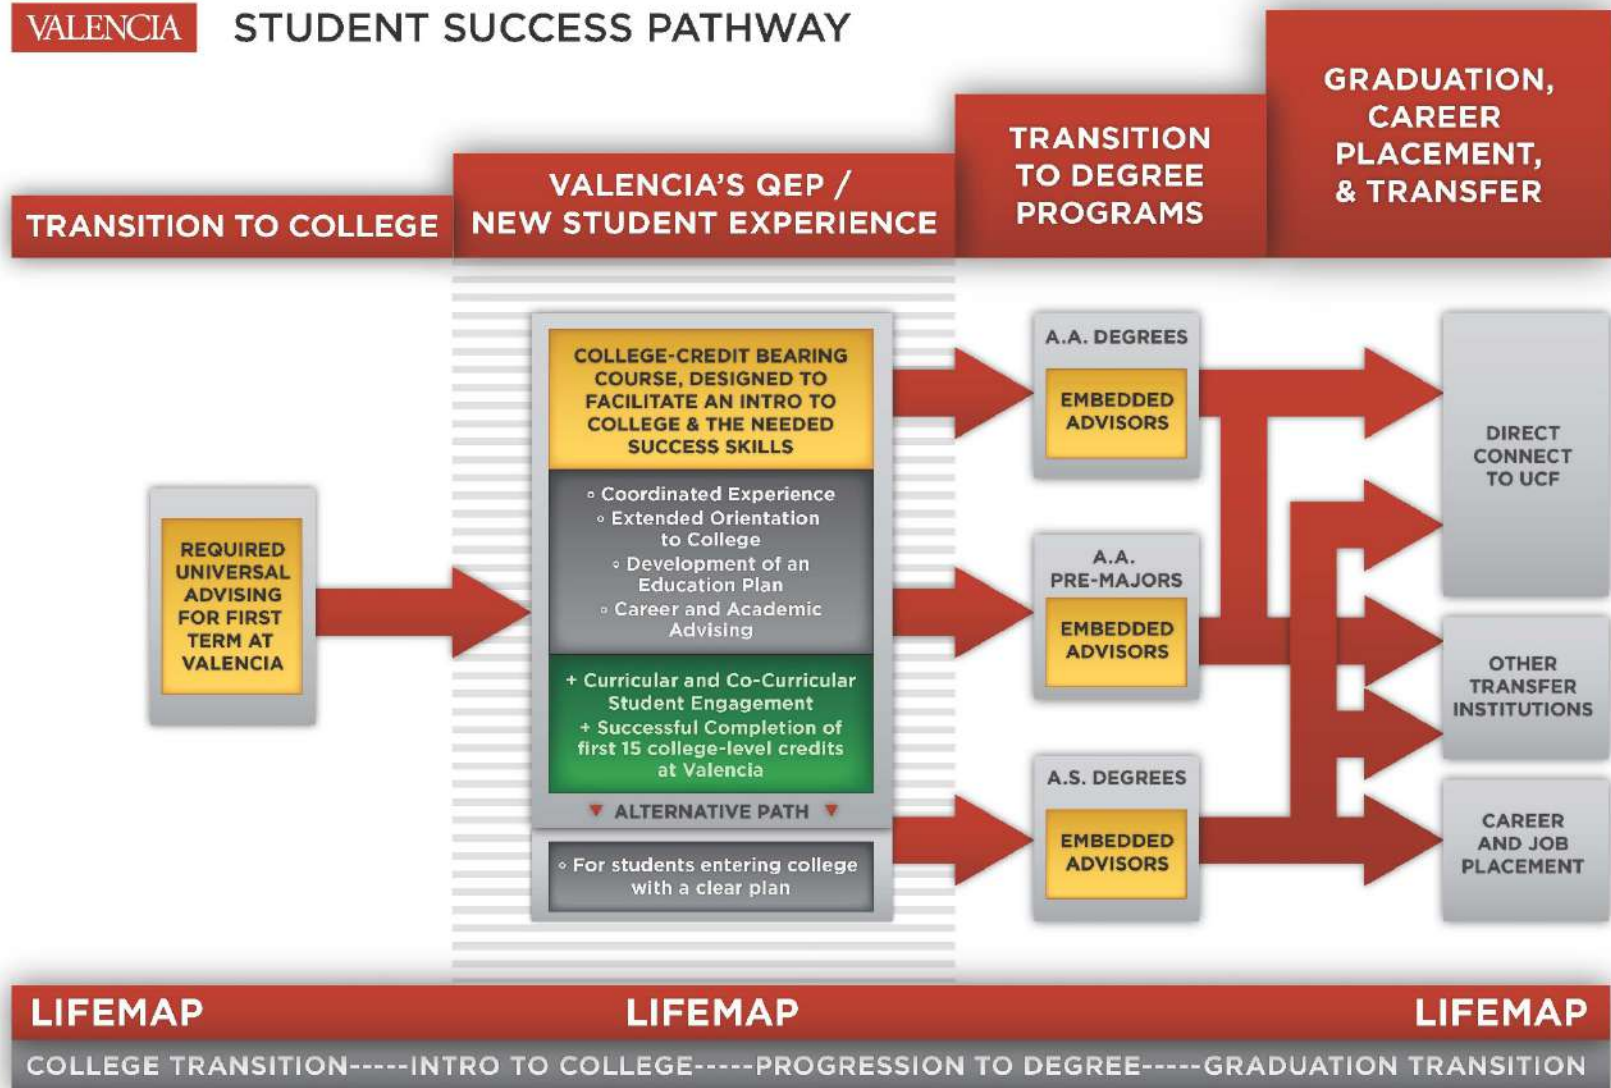 VALENCIA STUDENT SUCCESS PATHWAY
TRANSITION TO COLLEGE
VALENCIA'S QEP /
NEW STUDENT EXPERIENCE
TRANSITION
TO DEGREE
PROGRAMS
GRADUATION,
CAREER
PLACEMENT,
& TRANSFER
REQUIRED
UNIVERSAL
ADVISING
FOR FIRST
TERM AT
VALENCIA
COLLEGE-CREDIT BEARING
COURSE, DESIGNED TO
FACILITATE AN INTRO TO
COLLEGE & THE NEEDED
SUCCESS SKILLS
◦ Coordinated Experience
◦ Extended Orientation
to College
◦ Development of an
Education Plan
◦ Career and Academic
Advising
+ Curricular and Co-Curricular
Student Engagement
+ Successful Completion of
first 15 college-level credits
at Valencia
▼ ALTERNATIVE PATH ▼
◦ For students entering college
with a clear plan
A.A. DEGREES
EMBEDDED
ADVISORS
A.A.
PRE-MAJORS
EMBEDDED
ADVISORS
A.S. DEGREES
EMBEDDED
ADVISORS
DIRECT
CONNECT
TO UCF
OTHER
TRANSFER
INSTITUTIONS
CAREER
AND JOB
PLACEMENT
LIFEMAP LIFEMAP LIFEMAP
COLLEGE TRANSITION-----INTRO TO COLLEGE-----PROGRESSION TO DEGREE-----GRADUATION TRANSITION